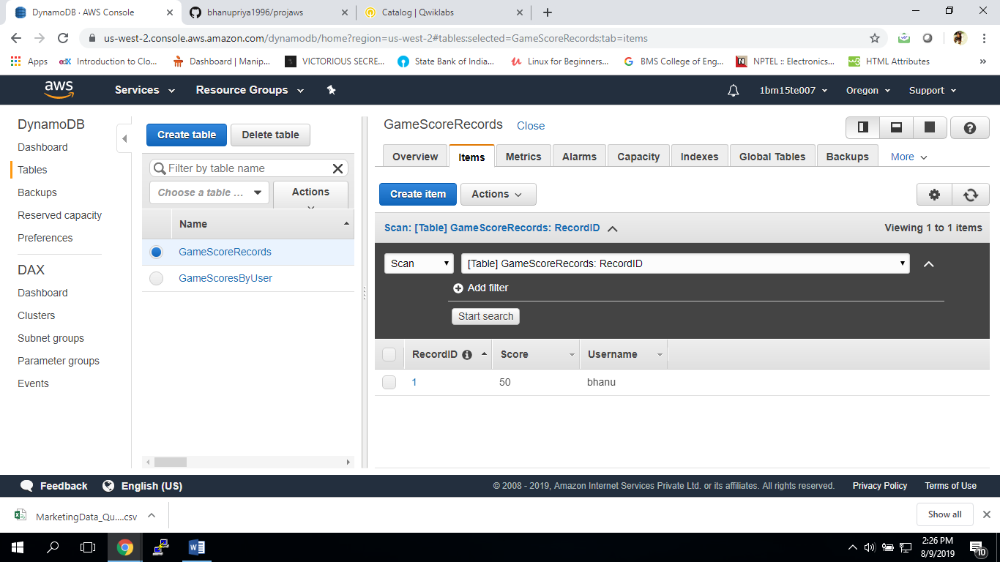 DynamoDB · AWS Console
bhanupriya1996/projaws
Catalog | Qwiklabs
us-west-2.console.aws.amazon.com/dynamodb/home?region=us-west-2#tables:selected=GameScoreRecords;tab=items
Apps
edX
Introduction to Clo...
Dashboard | Manip...
VICTORIOUS SECRE...
State Bank of India...
Linux for Beginners...
G
BMS College of Eng...
NPTEL :: Electronics...
HTML Attributes
»
aws
Services
Resource Groups
1bm15te007
Oregon
Support
DynamoDB
Dashboard
Tables
Backups
Reserved capacity
Preferences
DAX
Dashboard
Clusters
Subnet groups
Parameter groups
Events
Create table
Delete table
Filter by table name
Choose a table ...
Actions
Name
GameScoreRecords
GameScoresByUser
GameScoreRecords
Close
Overview
Items
Metrics
Alarms
Capacity
Indexes
Global Tables
Backups
More
Create item
Actions
Scan: [Table] GameScoreRecords: RecordID
Viewing 1 to 1 items
Scan
[Table] GameScoreRecords: RecordID
Add filter
Start search
RecordID
Score
Username
1
50
bhanu
Feedback
English (US)
© 2008 - 2019, Amazon Internet Services Private Ltd. or its affiliates. All rights reserved.
Privacy Policy
Terms of Use
MarketingData_Qu....csv
Show all
2:26 PM
8/9/2019
10